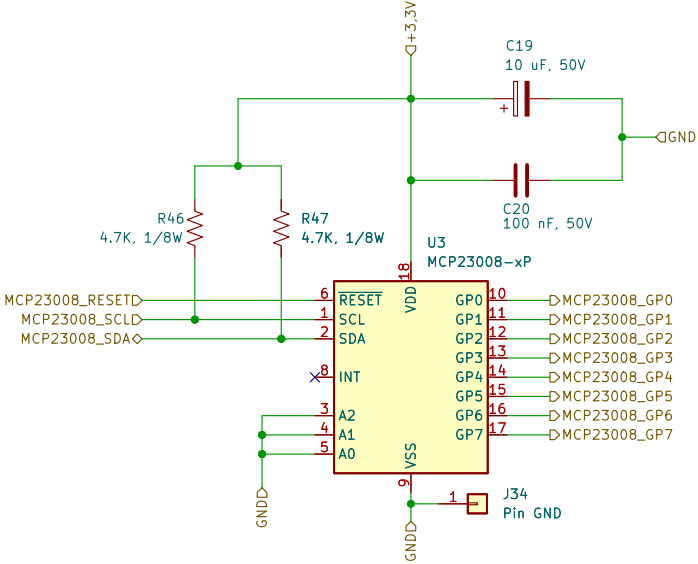 +3,3V
C19
10 uF, 50V
+
GND
C20
100 nF, 50V
R46
4.7K, 1/8W
R47
4.7K, 1/8W
U3
MCP23008-xP
18
VDD
MCP23008_RESET 6 RESET
MCP23008_SCL 1 SCL
MCP23008_SDA 2 SDA
8 INT
3 A2
4 A1
5 A0
GP0 10 MCP23008_GP0
GP1 11 MCP23008_GP1
GP2 12 MCP23008_GP2
GP3 13 MCP23008_GP3
GP4 14 MCP23008_GP4
GP5 15 MCP23008_GP5
GP6 16 MCP23008_GP6
GP7 17 MCP23008_GP7
VSS
9
GND
1
J34
Pin GND
GND